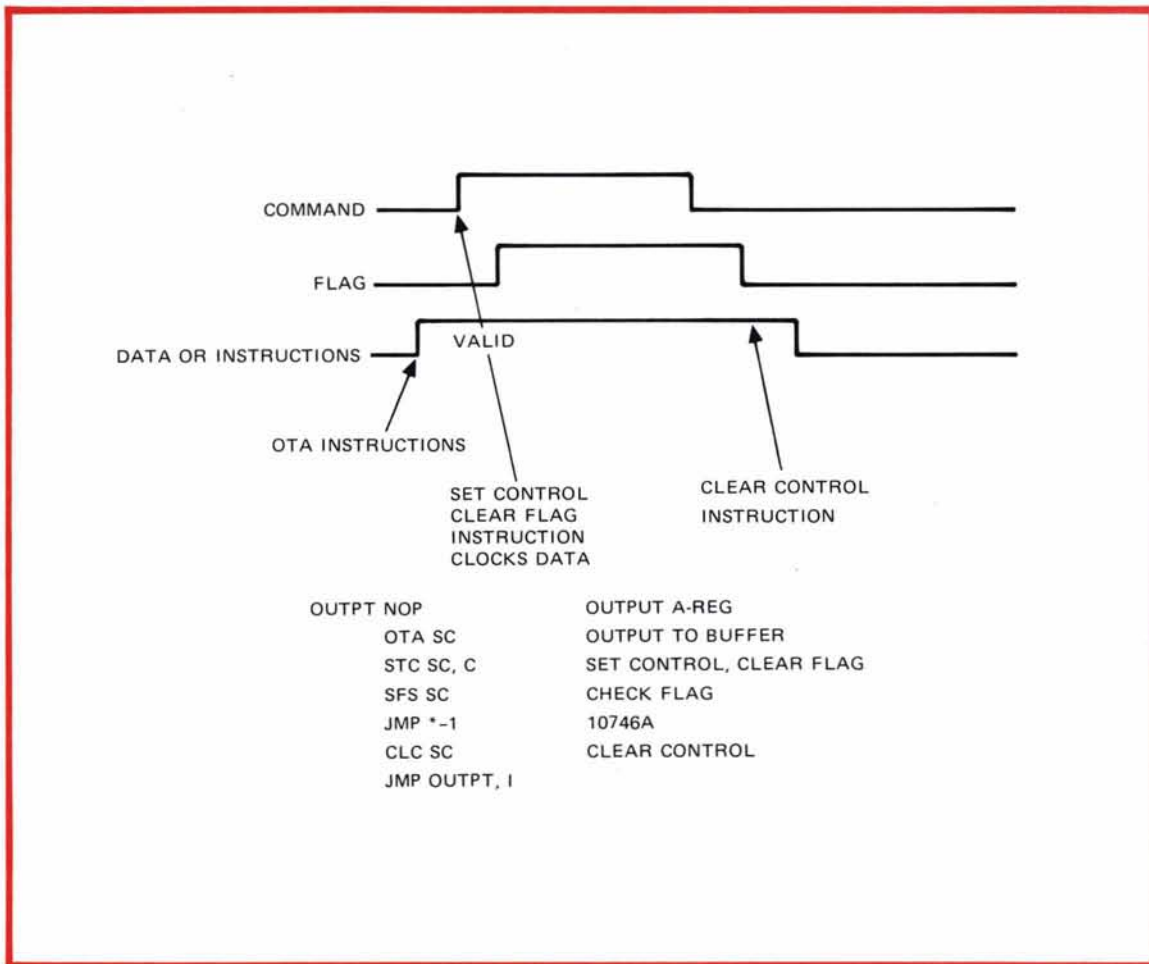 COMMAND
FLAG
DATA OR INSTRUCTIONS
VALID
OTA INSTRUCTIONS
SET CONTROL
CLEAR FLAG
INSTRUCTION
CLOCKS DATA
CLEAR CONTROL
INSTRUCTION
OUTPT NOP OUTPUT A-REG
OTA SC OUTPUT TO BUFFER
STC SC, C SET CONTROL, CLEAR FLAG
SFS SC CHECK FLAG
JMP *-1 10746A
CLC SC CLEAR CONTROL
JMP OUTPT, I